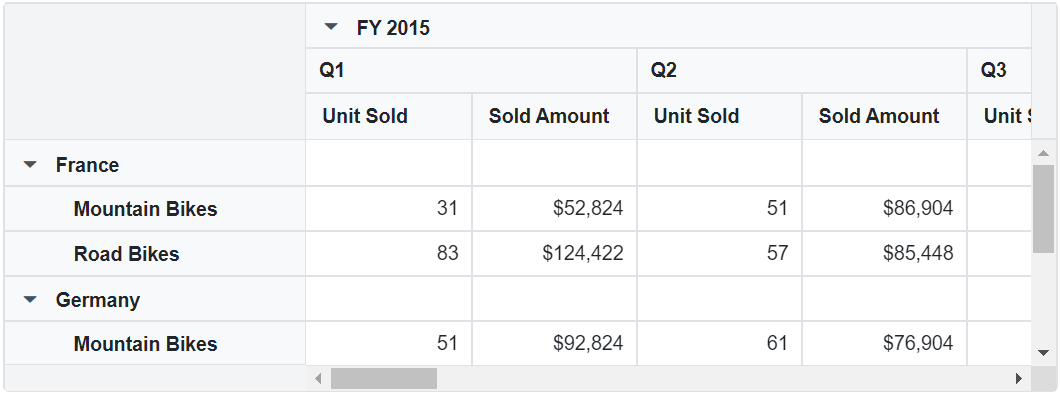 FY 2015
Q1 Q2 Q3
Unit Sold Sold Amount Unit Sold Sold Amount Unit
France
Mountain Bikes 31 $52,824 51 $86,904
Road Bikes 83 $124,422 57 $85,448
Germany
Mountain Bikes 51 $92,824 61 $76,904